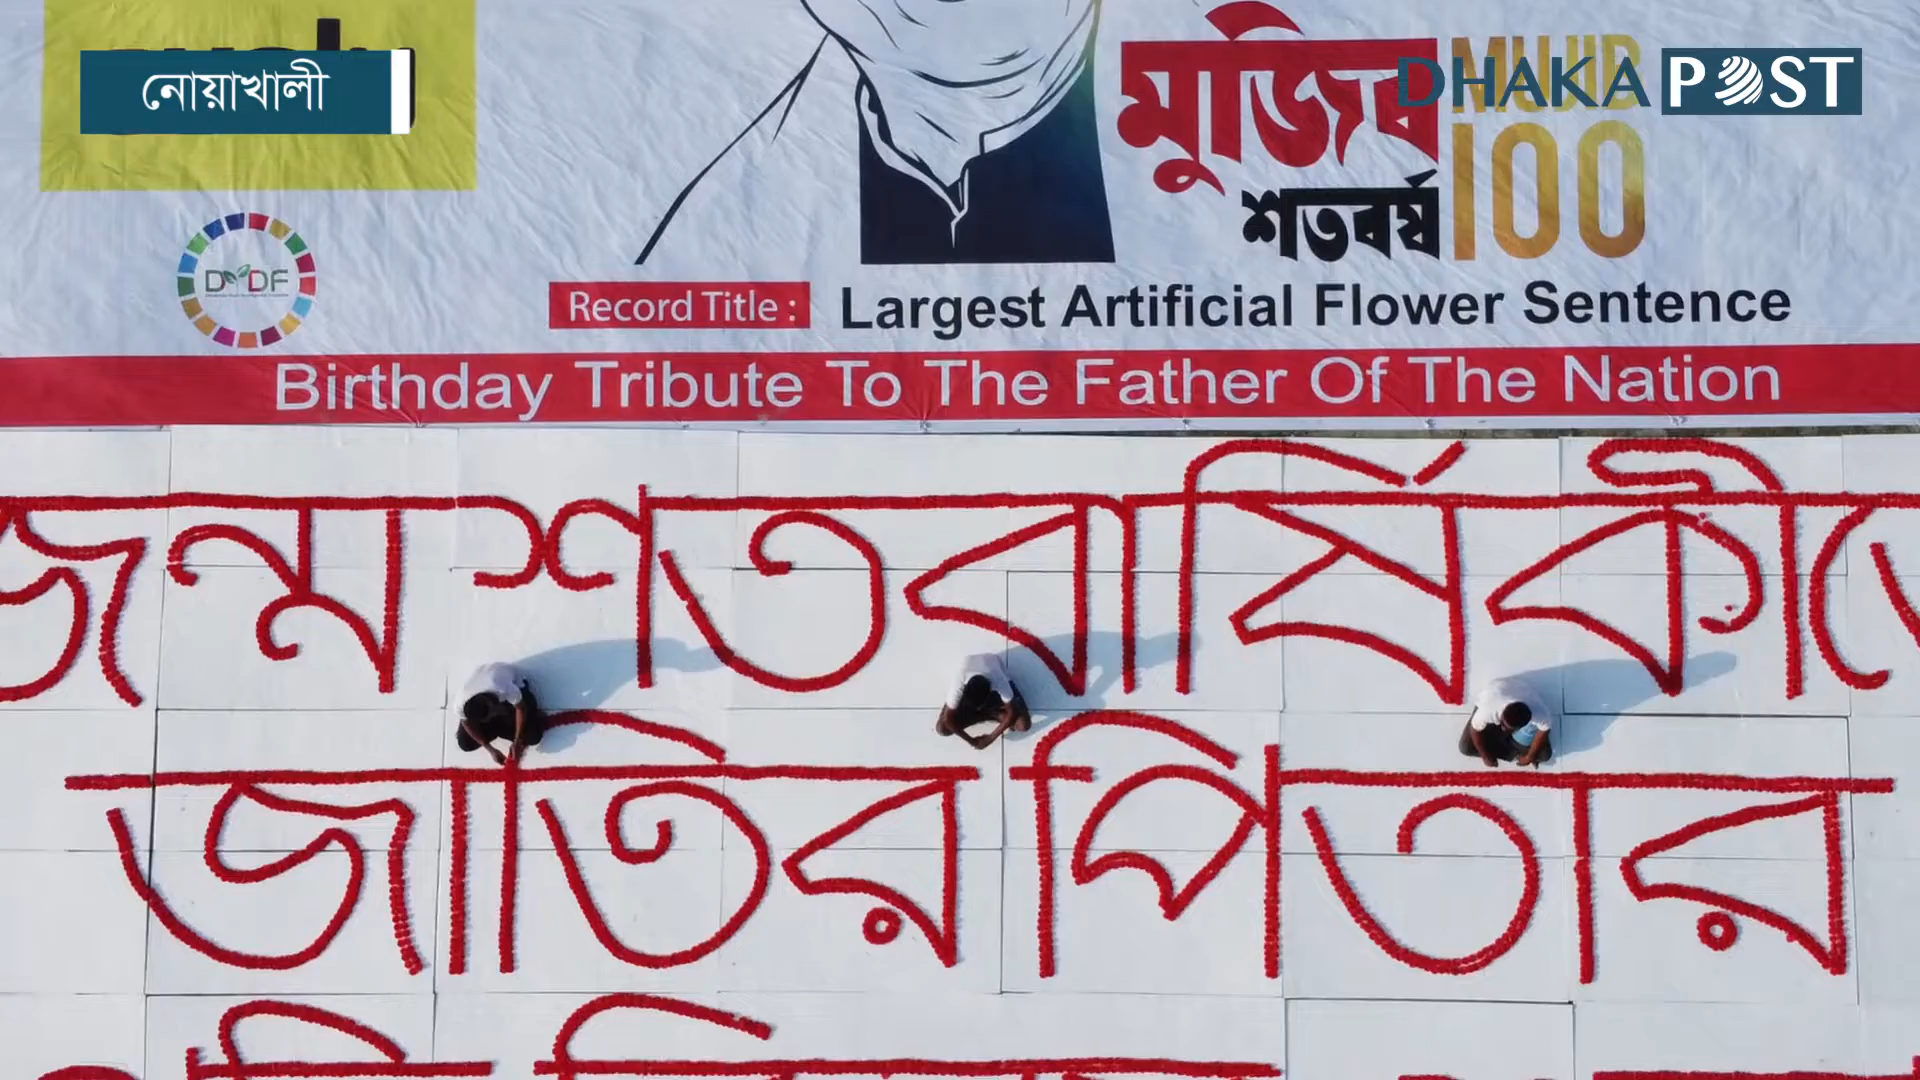 নোয়াখালী
DHAKA POST
মুজিব
MUJIB
শতবর্ষ
100
DYDF
Record Title : Largest Artificial Flower Sentence
Birthday Tribute To The Father Of The Nation
জন্ম শতবার্ষিকীতে
জাতির পিতার